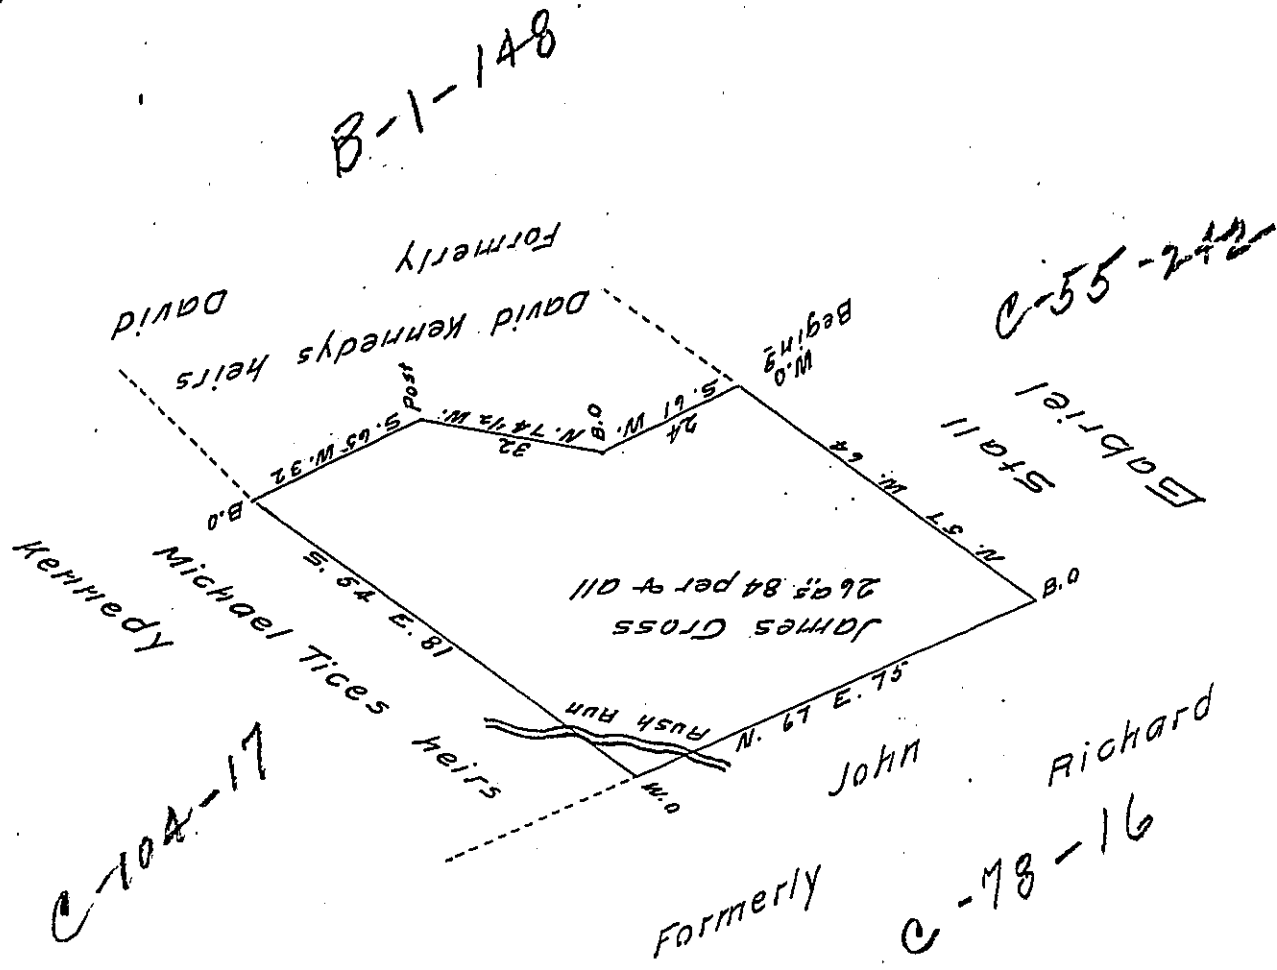 B-1-148
Formerly
David Kennedys heirs
David
Kennedy
C-55-242
Gabriel
Stall
Begin⁠g
W.O
S. 61 W.
24
B.O
N. 74 1/2 W.
32
Post
S. 65 W. 32
B.O
S. 54 E. 81
Michael Tices heirs
N. 57 W. 64
B.O
James Cross
26 as. 84 per & all
Rush Run
N. 67 E. 75
W.O
John
Richard
Formerly
C-104-17
C-78-16